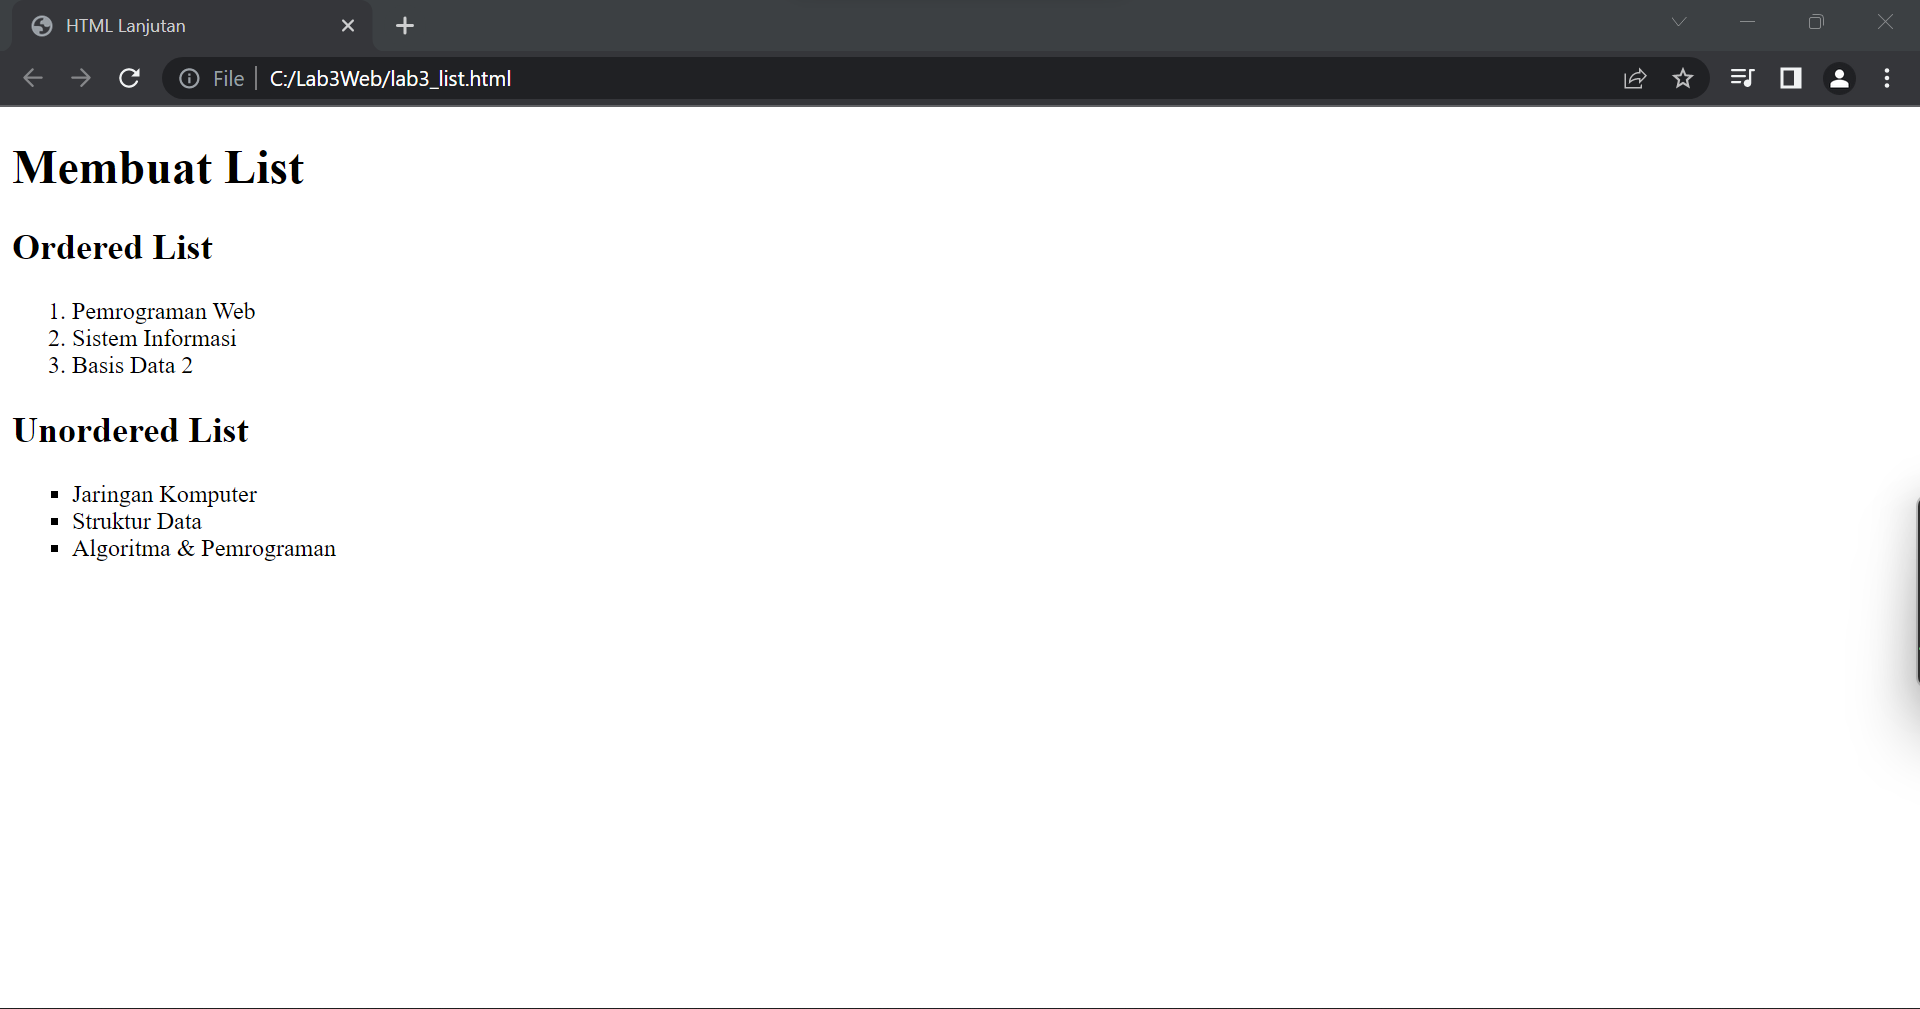 HTML Lanjutan
File C:/Lab3Web/lab3_list.html
Membuat List
Ordered List
1. Pemrograman Web
2. Sistem Informasi
3. Basis Data 2
Unordered List
▪ Jaringan Komputer
▪ Struktur Data
▪ Algoritma & Pemrograman